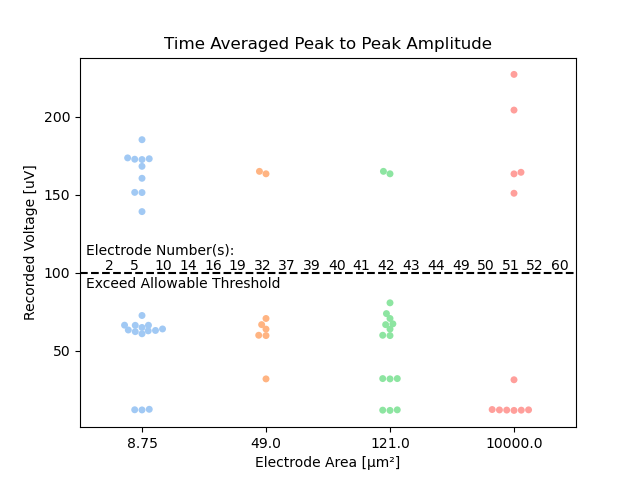 Time Averaged Peak to Peak Amplitude
200
150
100
50
Recorded Voltage [uV]
Electrode Number(s):
2 5 10 14 16 19 32 37 39 40 41 42 43 44 49 50 51 52 60
Exceed Allowable Threshold
8.75 49.0 121.0 10000.0
Electrode Area [µm²]